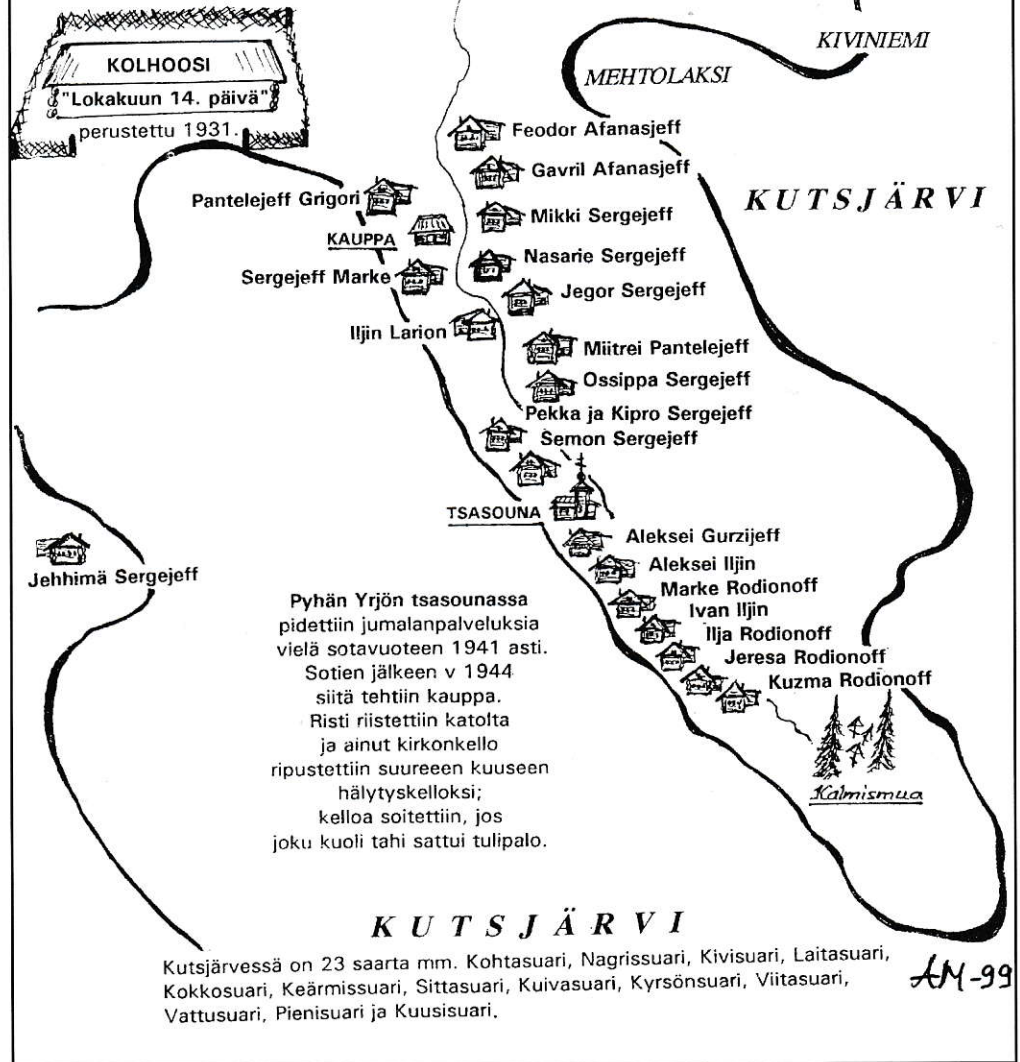 KIVINIEMI
MEHTOLAKSI
KOLHOOSI
"Lokakuun 14. päivä"
perustettu 1931.
Feodor Afanasjeff
Gavril Afanasjeff
KUTSJÄRVI
Pantelejeff Grigori
Mikki Sergejeff
KAUPPA
Nasarie Sergejeff
Sergejeff Marke
Jegor Sergejeff
Iljin Larion
Miitrei Pantelejeff
Ossippa Sergejeff
Pekka ja Kipro Sergejeff
Semon Sergejeff
TSASOUNA
Aleksei Gurzijeff
Aleksei Iljin
Jehhimä Sergejeff
Marke Rodionoff
Ivan Iljin
Ilja Rodionoff
Jeresa Rodionoff
Kuzma Rodionoff
Kalmismua
Pyhän Yrjön tsasounassa
pidettiin jumalanpalveluksia
vielä sotavuoteen 1941 asti.
Sotien jälkeen v 1944
siitä tehtiin kauppa.
Risti riistettiin katolta
ja ainut kirkonkello
ripustettiin suureeen kuuseen
hälytyskelloksi;
kelloa soitettiin, jos
joku kuoli tahi sattui tulipalo.
KUTSJÄRVI
Kutsjärvessä on 23 saarta mm. Kohtasuari, Nagrissuari, Kivisuari, Laitasuari,
Kokkosuari, Keärmissuari, Sittasuari, Kuivasuari, Kyrsönsuari, Viitasuari,
Vattusuari, Pienisuari ja Kuusisuari.
AM-99